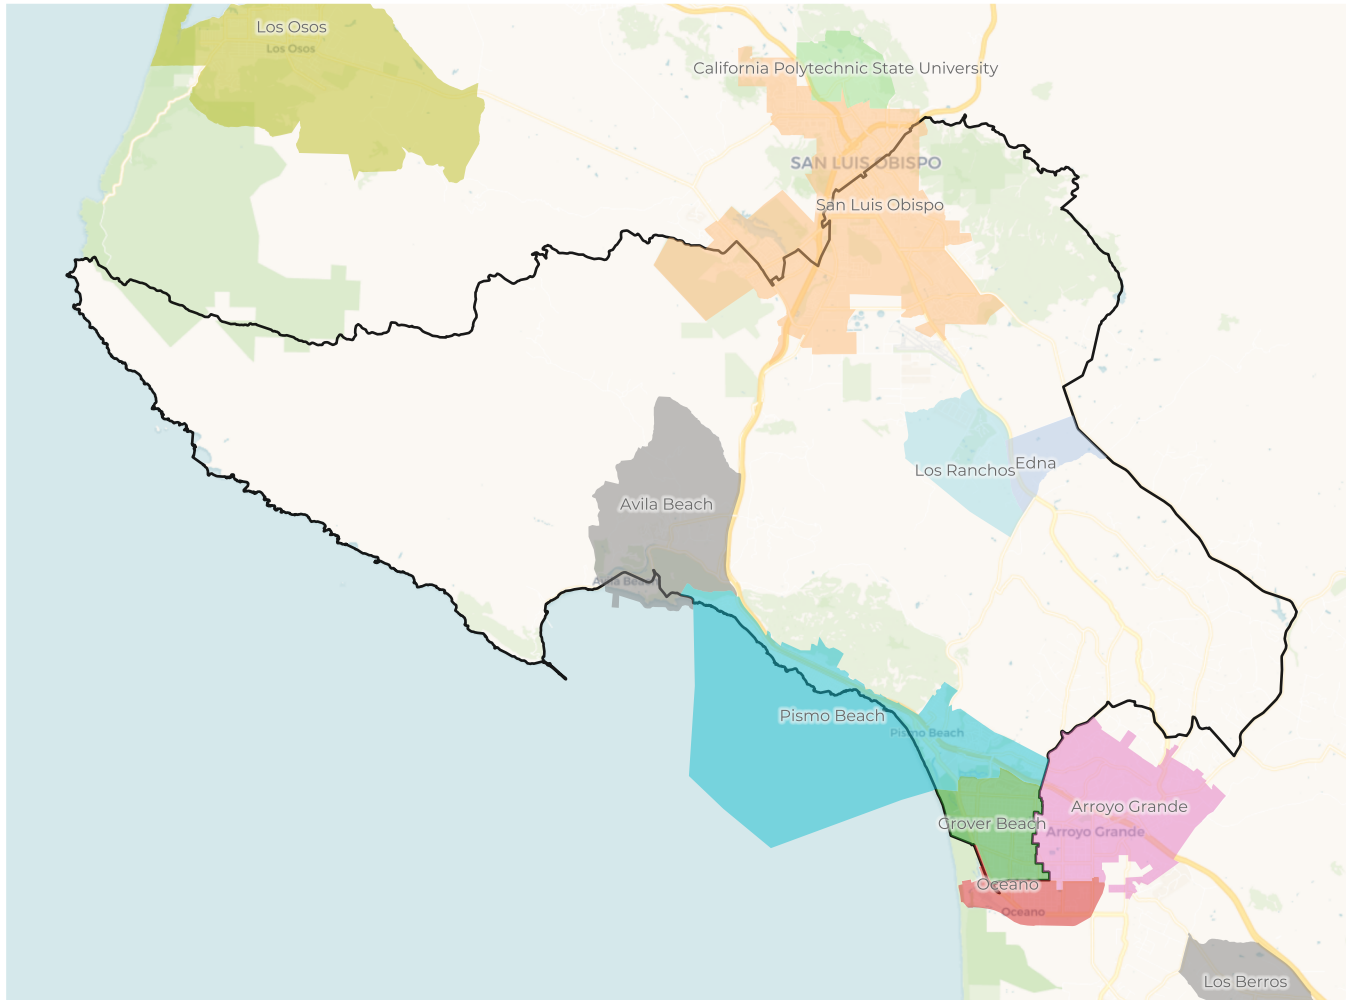 Los Osos
Los Osos
California Polytechnic State University
SAN LUIS OBISPO
San Luis Obispo
Los Ranchos
Edna
Avila Beach
Avila Beach
Pismo Beach
Pismo Beach
Arroyo Grande
Grover Beach
Arroyo Grande
Oceano
Oceano
Los Berros